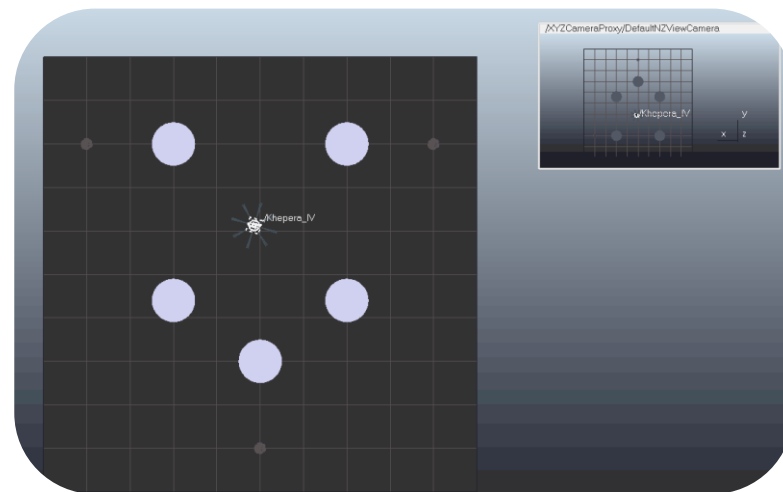 /XYZCameraProxy/DefaultNZViewCamera
/Khepera_IV
/Khepera_IV
y
x
z